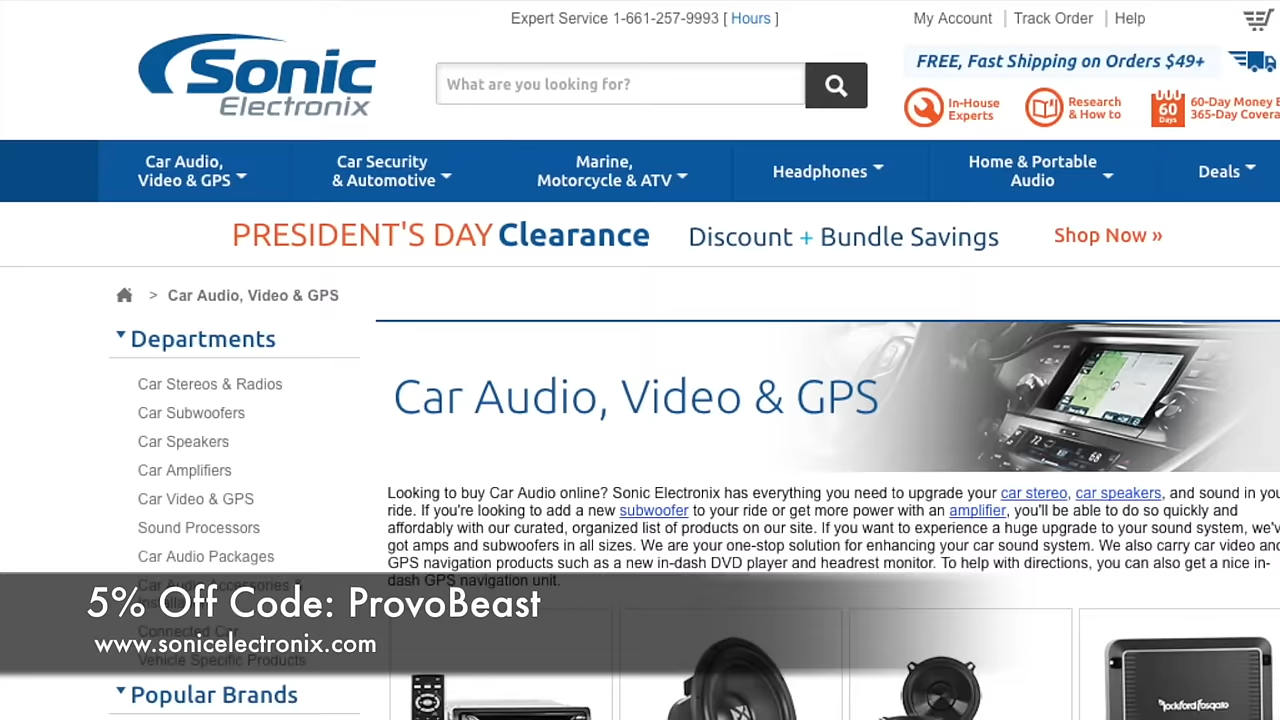 Expert Service 1-661-257-9993 [ Hours ]
My Account | Track Order | Help
Sonic
Electronix
What are you looking for?
FREE, Fast Shipping on Orders $49+
In-House
Experts
Research
& How to
60
Days
60-Day Money
365-Day
Car Audio,
Video & GPS
Car Security
& Automotive
Marine,
Motorcycle & ATV
Headphones
Home & Portable
Audio
Deals
PRESIDENT'S DAY Clearance Discount + Bundle Savings Shop Now »
> Car Audio, Video & GPS
Departments
Car Stereos & Radios
Car Subwoofers
Car Speakers
Car Amplifiers
Car Video & GPS
Sound Processors
Car Audio Packages
Car Audio Accessories &
Connected Car
Vehicle Specific Products
Popular Brands
Car Audio, Video & GPS
Looking to buy Car Audio online? Sonic Electronix has everything you need to upgrade your car stereo, car speakers, and sound in
ride. If you're looking to add a new subwoofer to your ride or get more power with an amplifier, you'll be able to do so quickly and
affordably with our curated, organized list of products on our site. If you want to experience a huge upgrade to your sound system, we'v
got amps and subwoofers in all sizes. We are your one-stop solution for enhancing your car sound system. We also carry car video and
GPS navigation products such as a new in-dash DVD player and headrest monitor. To help with directions, you can also get a nice in-
dash GPS navigation unit.
5% Off Code: ProvoBeast
www.sonicelectronix.com
Rockford Fosgate